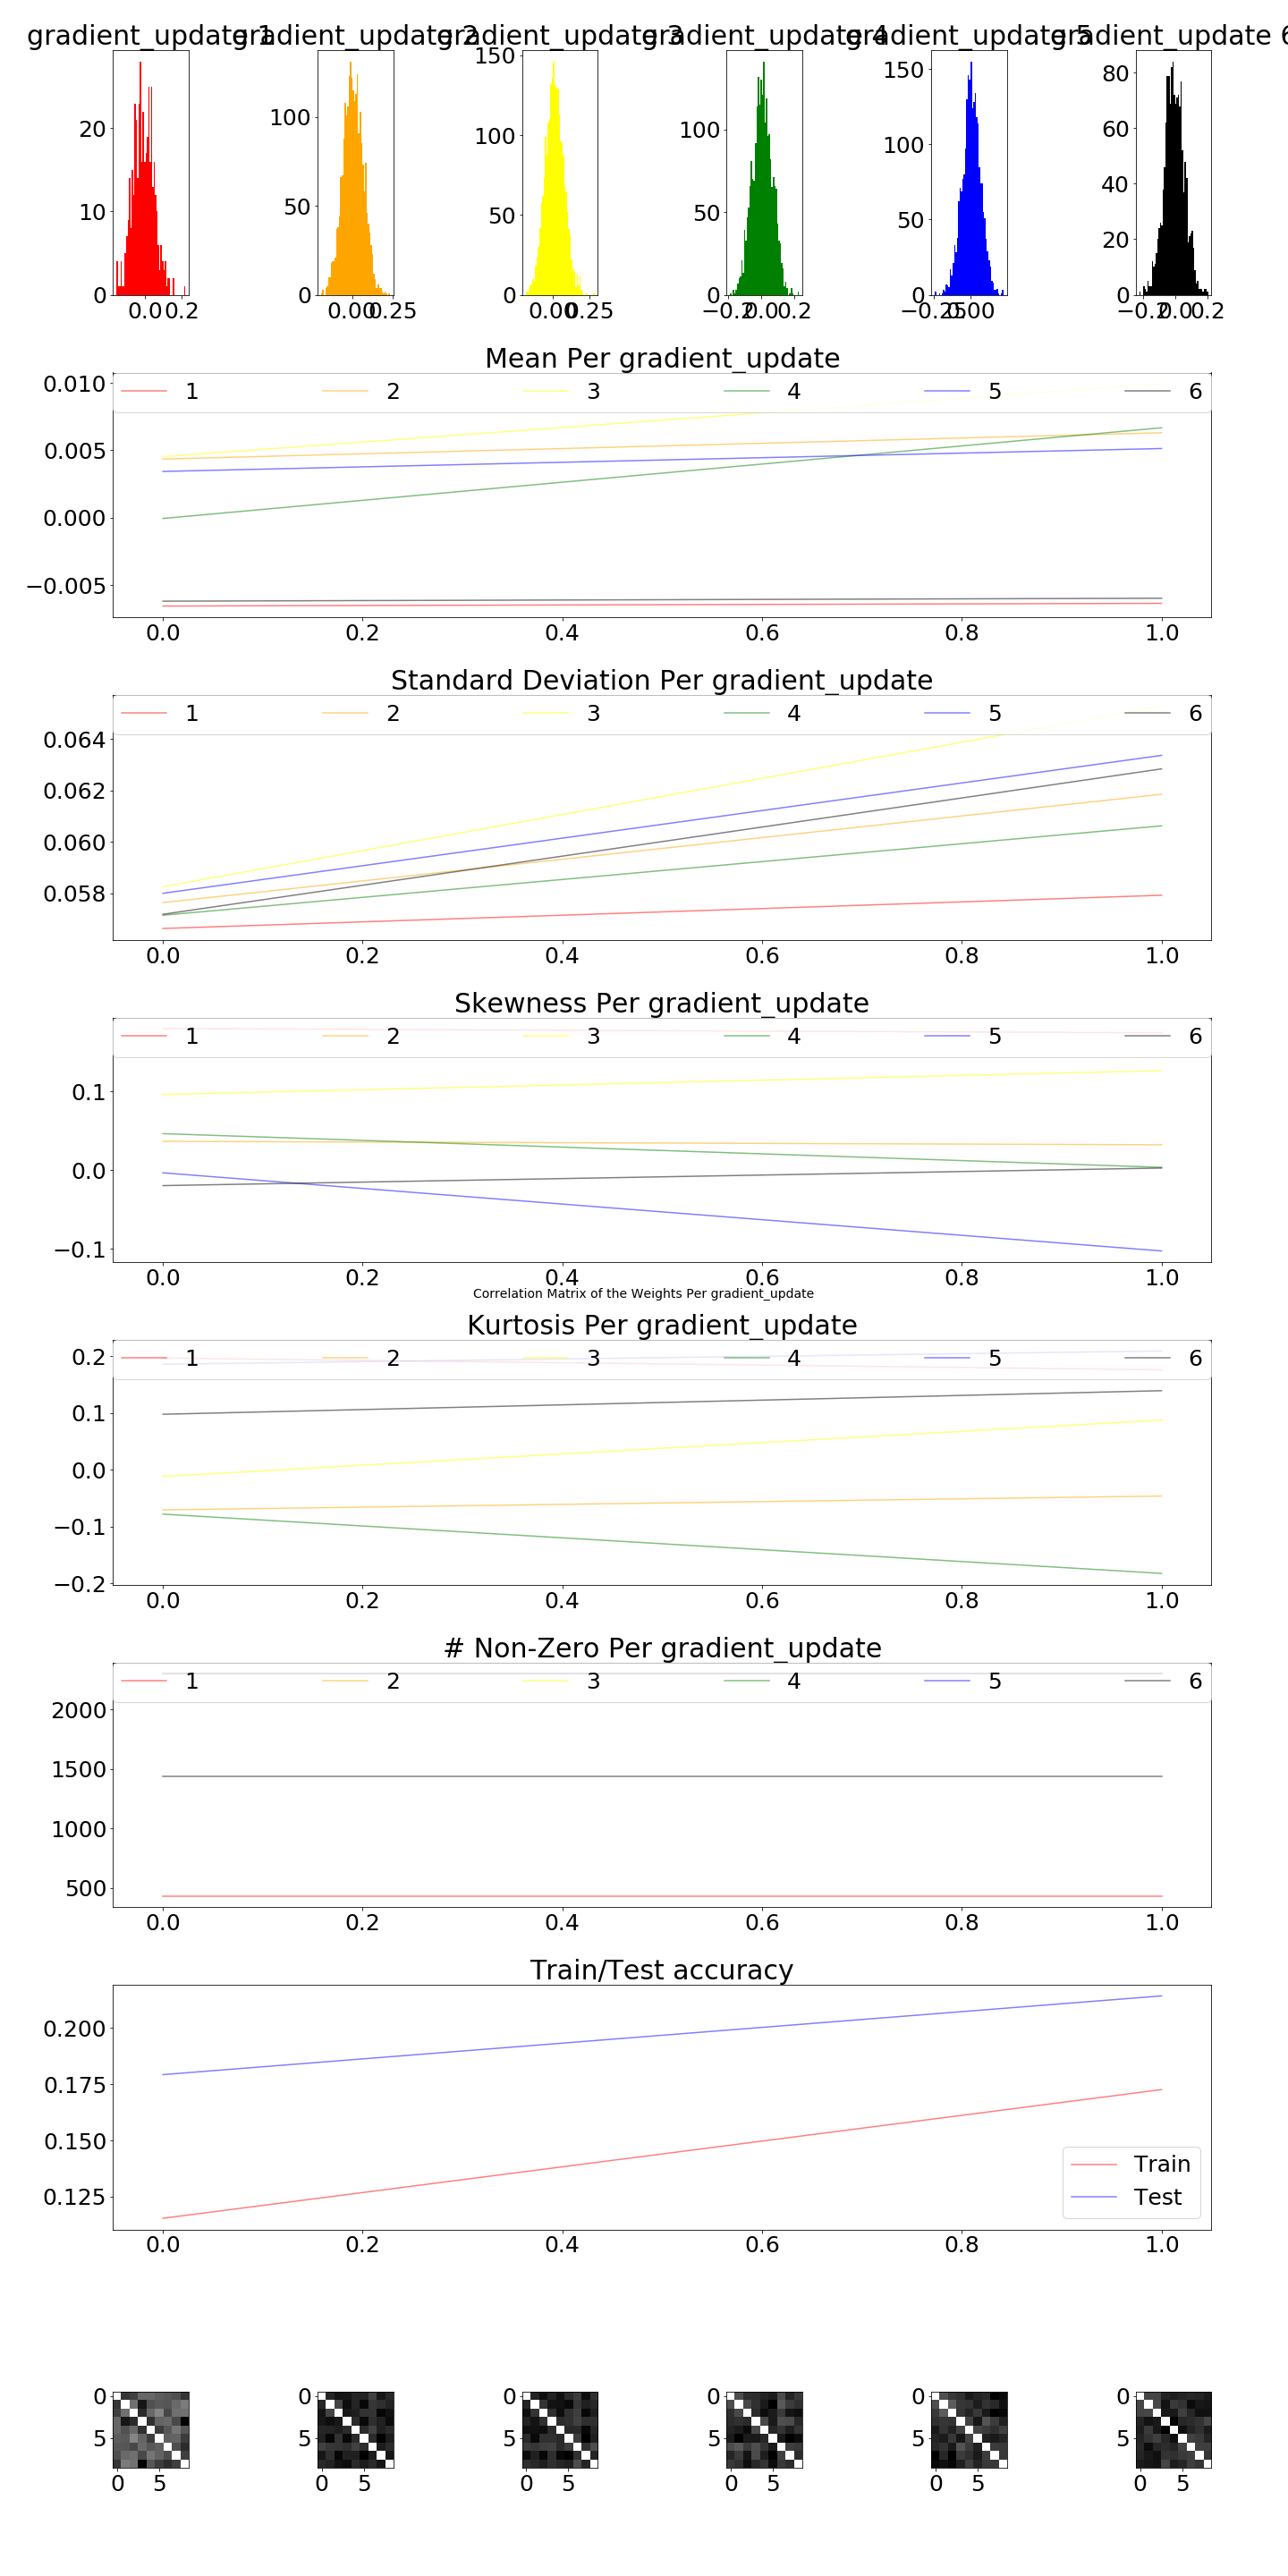 gradient_update 1 gradient_update 2 gradient_update 3 gradient_update 4 gradient_update 5 gradient_update 6
20
10
0
0.0 0.2
100
50
0
0.00 0.25
150
100
50
0
0.00 0.25
100
50
0
−0.2 0.0 0.2
150
100
50
0
−0.25 0.00
80
60
40
20
0
−0.2 0.0 0.2
Mean Per gradient_update
1 2 3 4 5 6
0.010
0.005
0.000
−0.005
0.0 0.2 0.4 0.6 0.8 1.0
Standard Deviation Per gradient_update
1 2 3 4 5 6
0.064
0.062
0.060
0.058
0.0 0.2 0.4 0.6 0.8 1.0
Skewness Per gradient_update
1 2 3 4 5 6
0.1
0.0
−0.1
0.0 0.2 0.4 0.6 0.8 1.0
Correlation Matrix of the Weights Per gradient_update
Kurtosis Per gradient_update
1 2 3 4 5 6
0.2
0.1
0.0
−0.1
−0.2
0.0 0.2 0.4 0.6 0.8 1.0
# Non-Zero Per gradient_update
1 2 3 4 5 6
2000
1500
1000
500
0.0 0.2 0.4 0.6 0.8 1.0
Train/Test accuracy
0.200
0.175
0.150
0.125
Train
Test
0.0 0.2 0.4 0.6 0.8 1.0
0 0 0 0 0 0
5 5 5 5 5 5
0 5 0 5 0 5 0 5 0 5 0 5